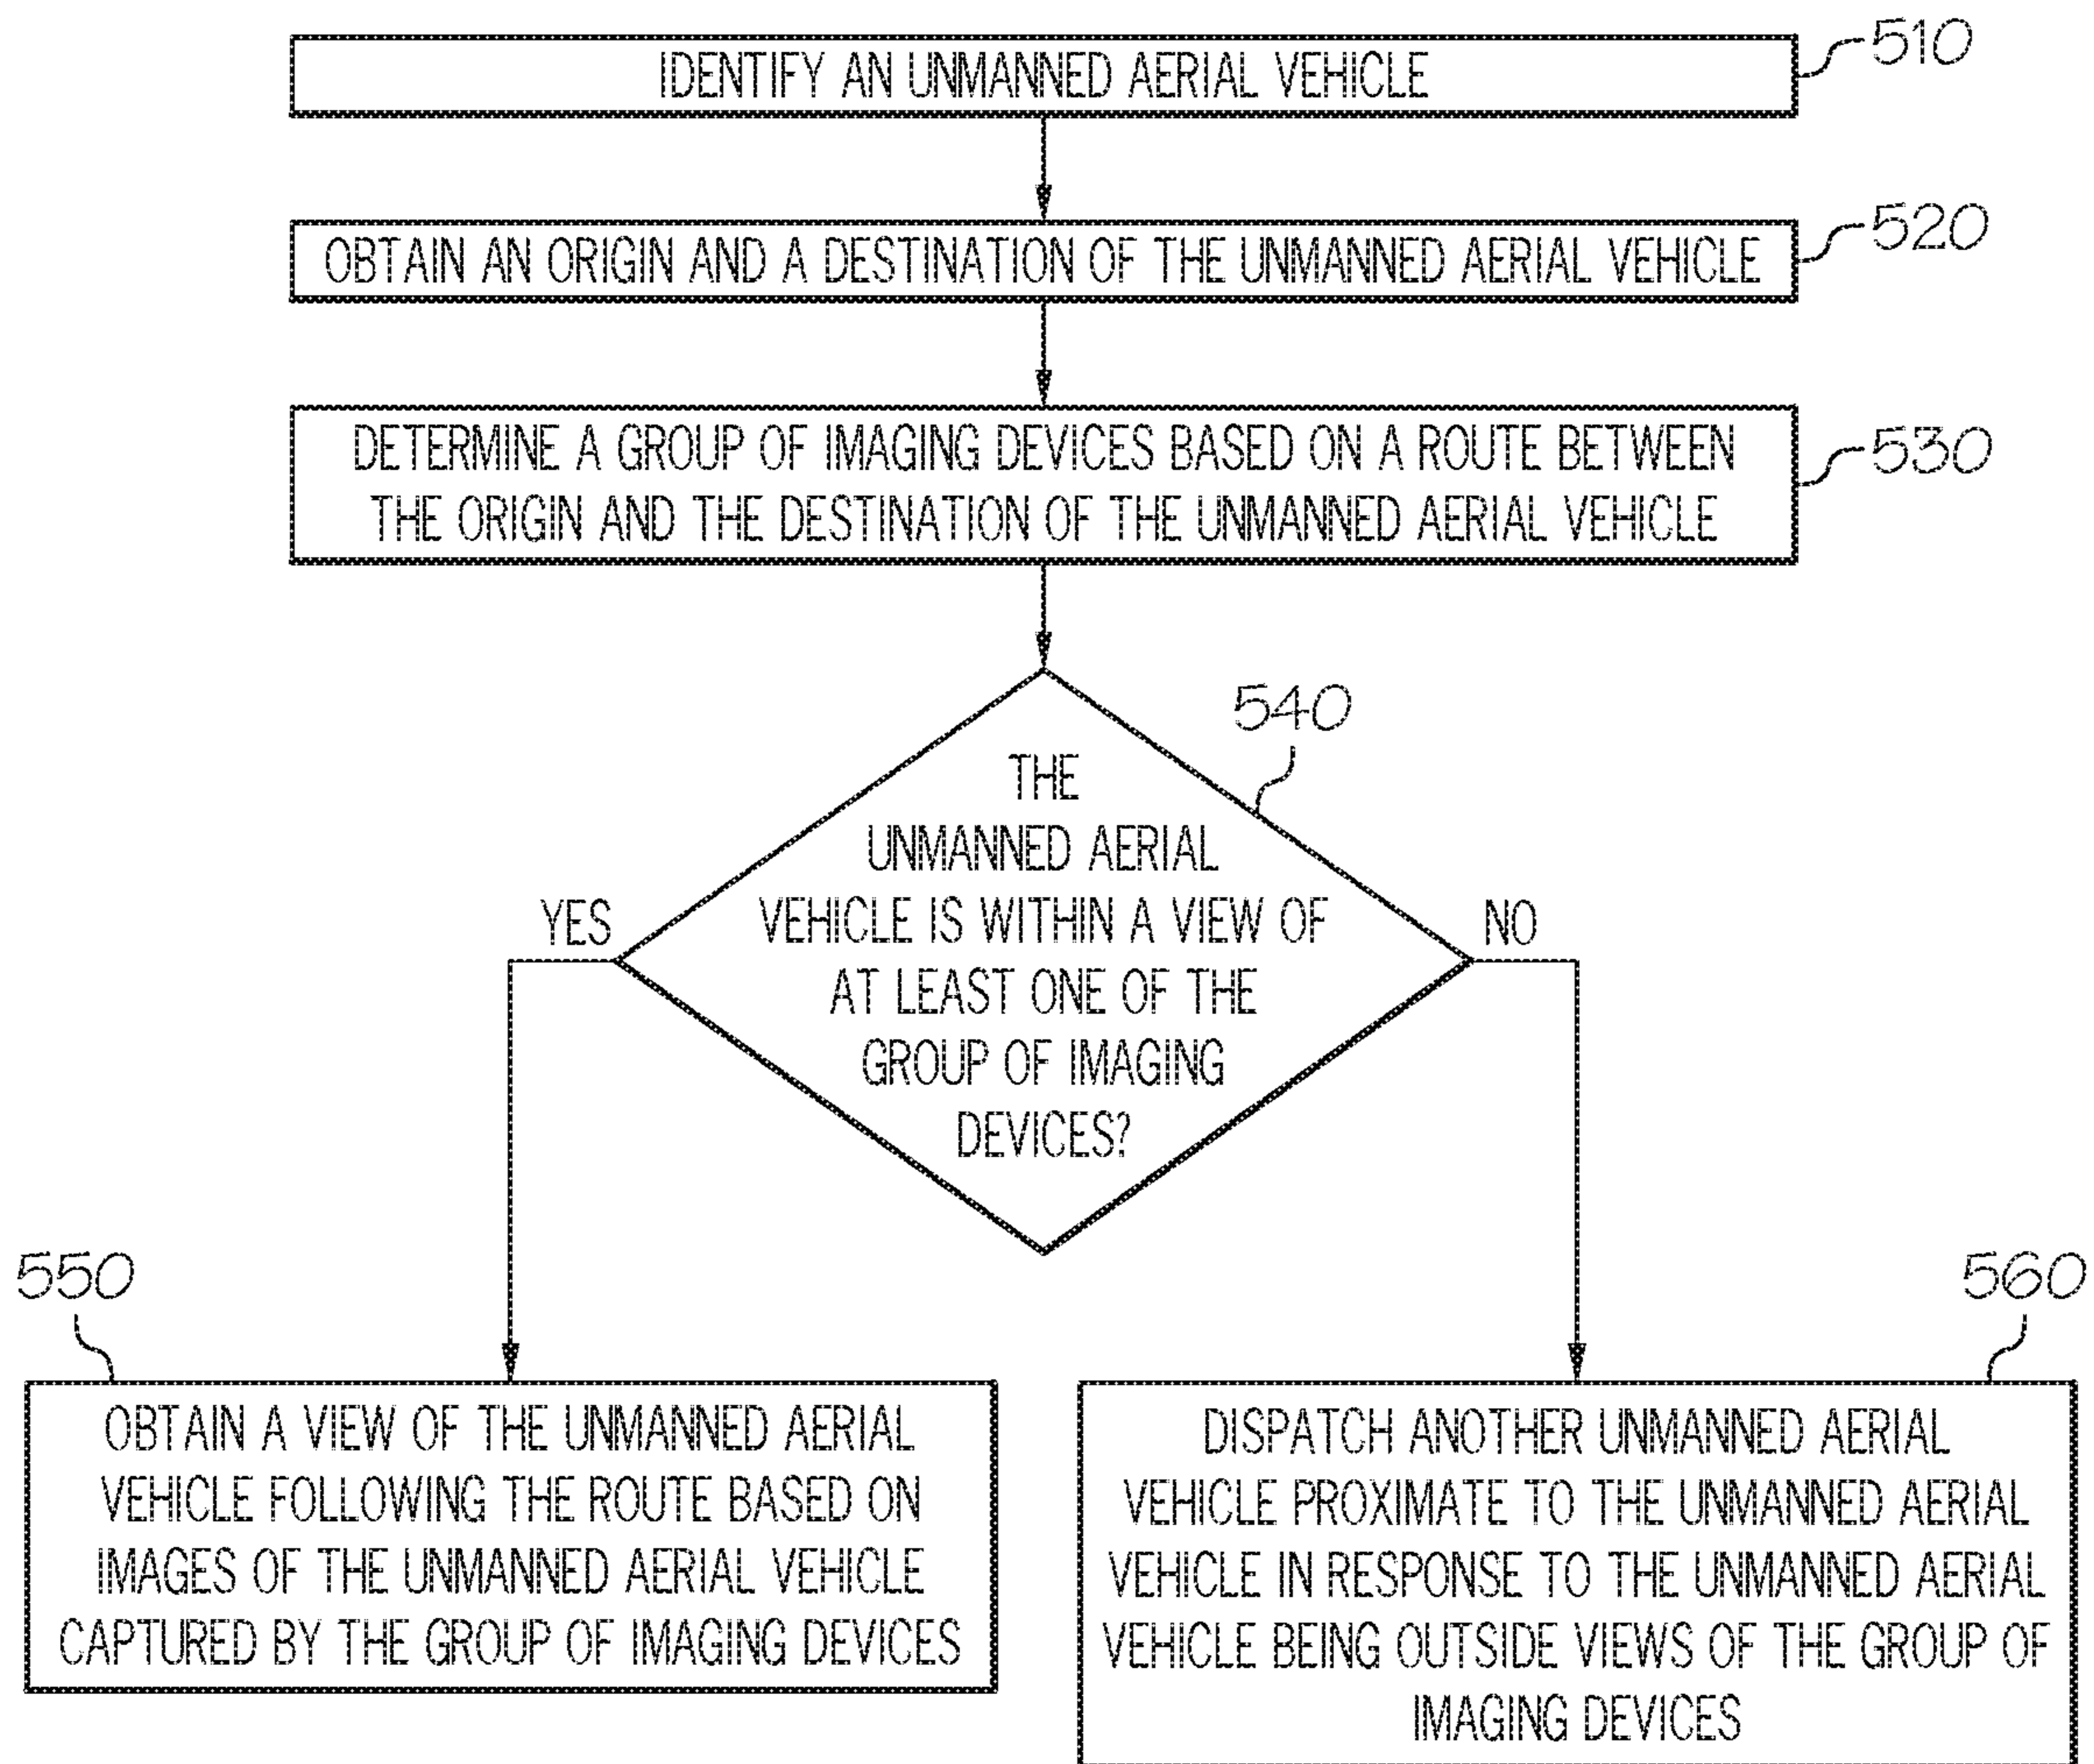 IDENTIFY AN UNMANNED AERIAL VEHICLE
510
OBTAIN AN ORIGIN AND A DESTINATION OF THE UNMANNED AERIAL VEHICLE
520
DETERMINE A GROUP OF IMAGING DEVICES BASED ON A ROUTE BETWEEN
THE ORIGIN AND THE DESTINATION OF THE UNMANNED AERIAL VEHICLE
530
540
THE
UNMANNED AERIAL
VEHICLE IS WITHIN A VIEW OF
AT LEAST ONE OF THE
GROUP OF IMAGING
DEVICES?
YES
NO
550
OBTAIN A VIEW OF THE UNMANNED AERIAL
VEHICLE FOLLOWING THE ROUTE BASED ON
IMAGES OF THE UNMANNED AERIAL VEHICLE
CAPTURED BY THE GROUP OF IMAGING DEVICES
560
DISPATCH ANOTHER UNMANNED AERIAL
VEHICLE PROXIMATE TO THE UNMANNED AERIAL
VEHICLE IN RESPONSE TO THE UNMANNED AERIAL
VEHICLE BEING OUTSIDE VIEWS OF THE GROUP OF
IMAGING DEVICES